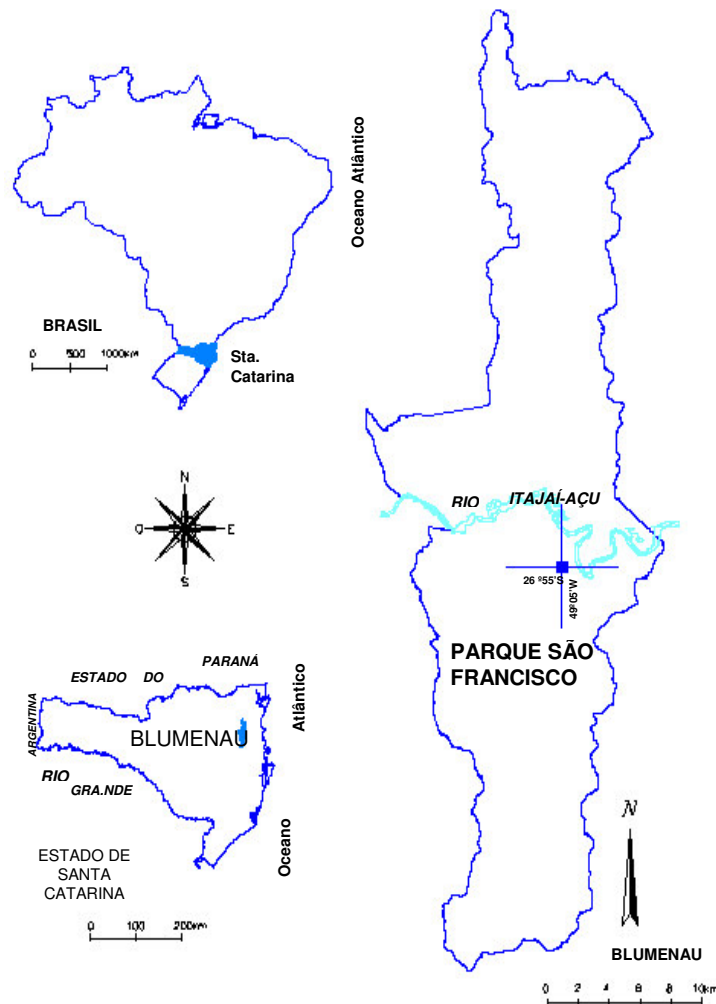 Oceano Atlântico
BRASIL
0 500 1000km
Sta.
Catarina
N
O E
S
ESTADO DO PARANÁ
ARGENTINA
BLUMENAU
RIO
GRA.NDE
Atlântico
Oceano
ESTADO DE
SANTA
CATARINA
0 100 200km
RIO ITAJAÍ-AÇU
26 º55'S
49º05'W
PARQUE SÃO
FRANCISCO
N
BLUMENAU
0 2 4 6 8 10km